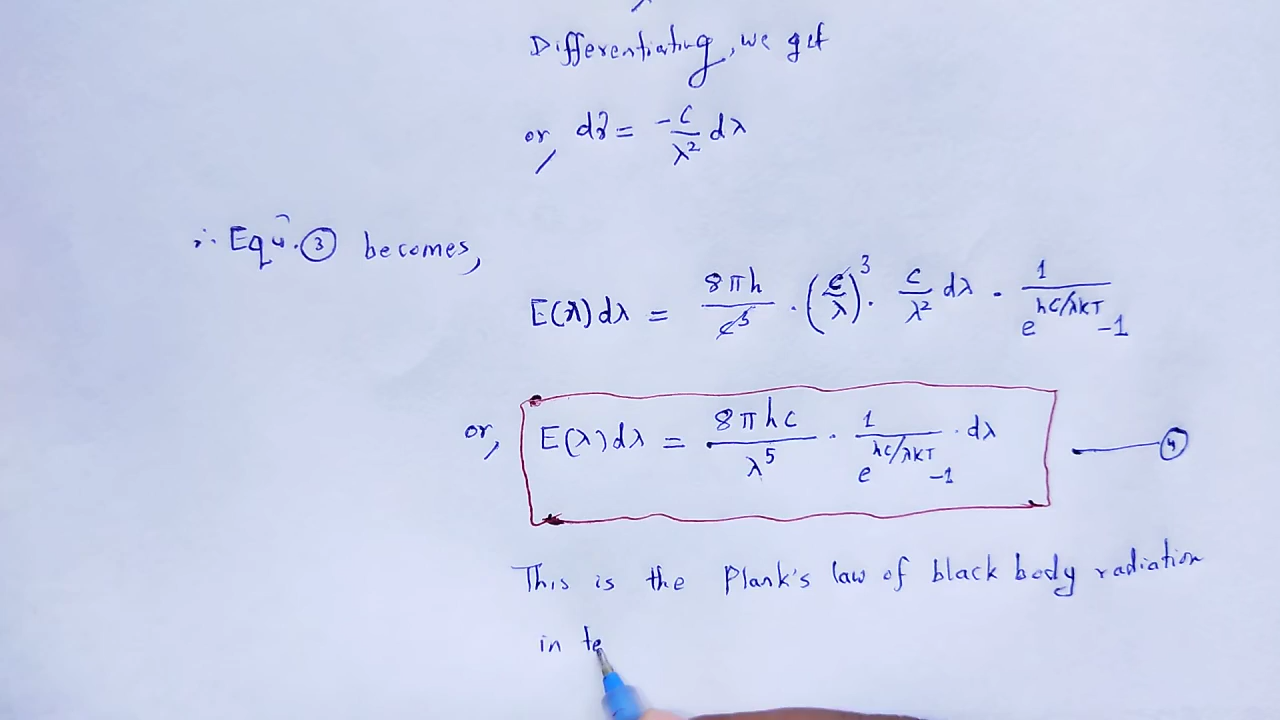 Differentiating, we get
or, dν = -c/λ² dλ
∴ Equn. ③ becomes,
E(λ)dλ = 8πh/c³ · (c/λ)³ · c/λ² dλ · 1/(e^(hc/λKT) -1)
or, E(λ)dλ = 8πhc/λ⁵ · 1/(e^(hc/λKT) -1) · dλ ④
This is the Plank's law of black body radiation
in te